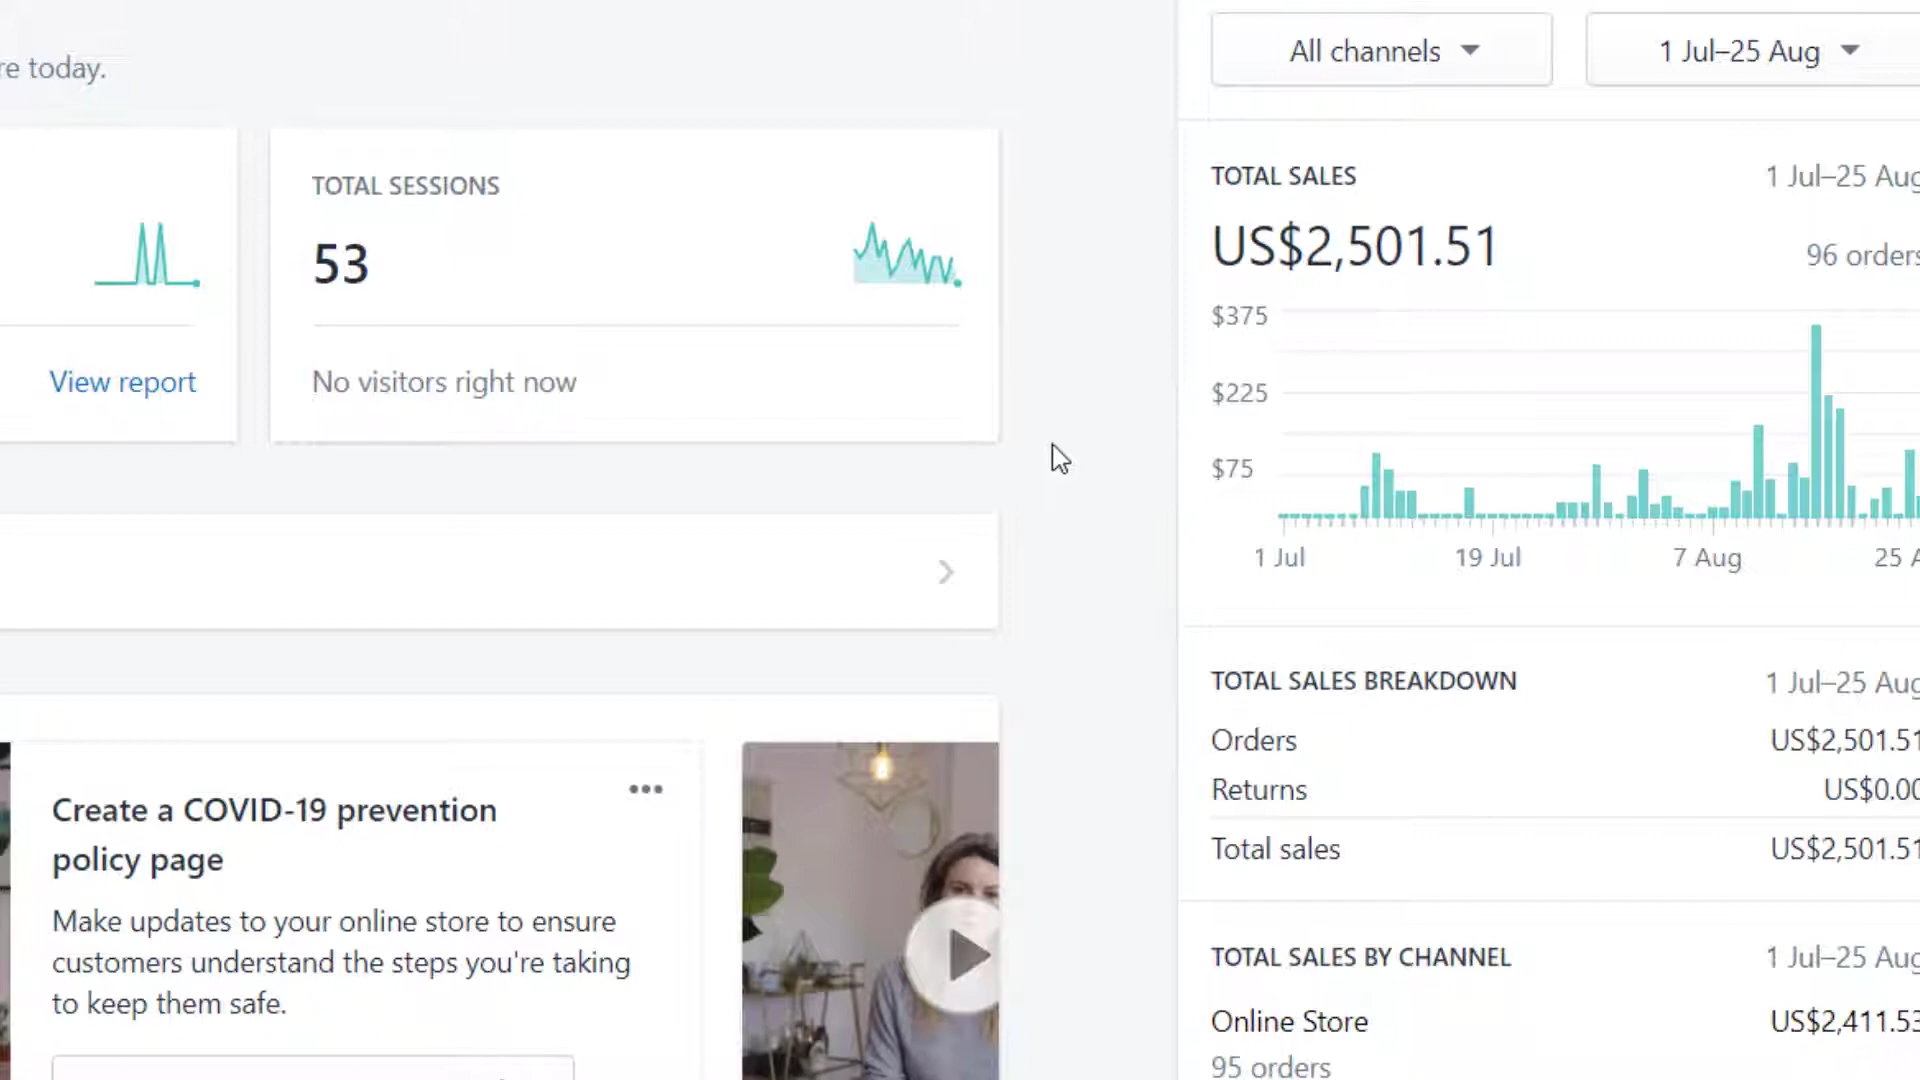 re today.
All channels
1 Jul–25 Aug
TOTAL SESSIONS
53
View report
No visitors right now
TOTAL SALES
1 Jul–25 Aug
US$2,501.51
96 orders
$375
$225
$75
1 Jul
19 Jul
7 Aug
25 A
TOTAL SALES BREAKDOWN
1 Jul–25 Aug
Orders
US$2,501.51
Returns
US$0.00
Total sales
US$2,501.51
Create a COVID-19 prevention
policy page
Make updates to your online store to ensure
customers understand the steps you're taking
to keep them safe.
TOTAL SALES BY CHANNEL
1 Jul–25 Aug
Online Store
US$2,411.53
95 orders